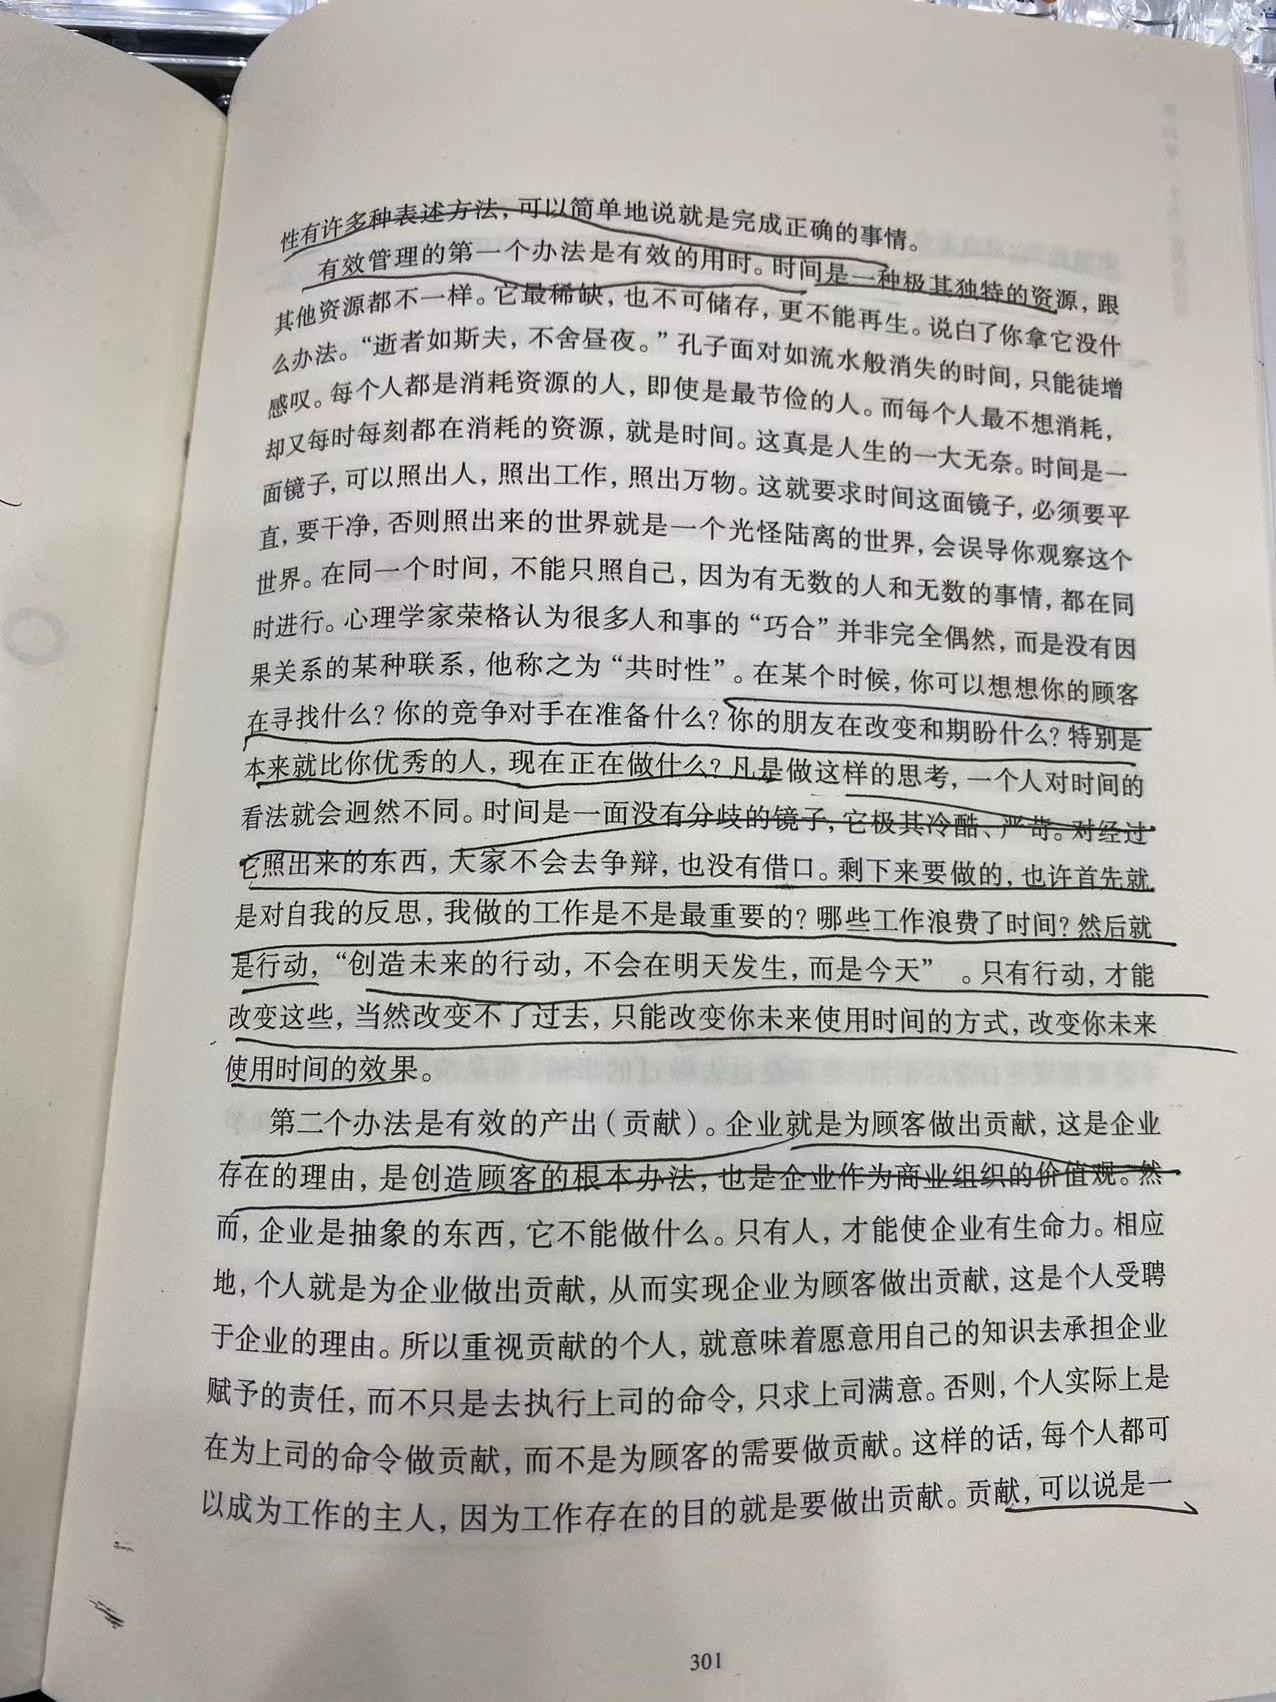 性有许多种表述方法，可以简单地说就是完成正确的事情。
有效管理的第一个办法是有效的用时。时间是一种极其独特的资源，跟
其他资源都不一样。它最稀缺，也不可储存，更不能再生。说白了你拿它没什
么办法。“逝者如斯夫，不舍昼夜。”孔子面对如流水般消失的时间，只能徒增
感叹。每个人都是消耗资源的人，即使是最节俭的人。而每个人最不想消耗，
却又每时每刻都在消耗的资源，就是时间。这真是人生的一大无奈。时间是一
面镜子，可以照出人，照出工作，照出万物。这就要求时间这面镜子，必须要平
直，要干净，否则照出来的世界就是一个光怪陆离的世界，会误导你观察这个
世界。在同一个时间，不能只照自己，因为有无数的人和无数的事情，都在同
时进行。心理学家荣格认为很多人和事的“巧合”并非完全偶然，而是没有因
果关系的某种联系，他称之为“共时性”。在某个时候，你可以想想你的顾客
在寻找什么？你的竞争对手在准备什么？你的朋友在改变和期盼什么？特别是
本来就比你优秀的人，现在正在做什么？凡是做这样的思考，一个人对时间的
看法就会迥然不同。时间是一面没有分歧的镜子，它极其冷酷、严苛。对经过
它照出来的东西，大家不会去争辩，也没有借口。剩下来要做的，也许首先就
是对自我的反思，我做的工作是不是最重要的？哪些工作浪费了时间？然后就
是行动，“创造未来的行动，不会在明天发生，而是今天”。只有行动，才能
改变这些，当然改变不了过去，只能改变你未来使用时间的方式，改变你未来
使用时间的效果。
第二个办法是有效的产出（贡献）。企业就是为顾客做出贡献，这是企业
存在的理由，是创造顾客的根本办法，也是企业作为商业组织的价值观。然
而，企业是抽象的东西，它不能做什么。只有人，才能使企业有生命力。相应
地，个人就是为企业做出贡献，从而实现企业为顾客做出贡献，这是个人受聘
于企业的理由。所以重视贡献的个人，就意味着愿意用自己的知识去承担企业
赋予的责任，而不只是去执行上司的命令，只求上司满意。否则，个人实际上是
在为上司的命令做贡献，而不是为顾客的需要做贡献。这样的话，每个人都可
以成为工作的主人，因为工作存在的目的就是要做出贡献。贡献，可以说是一
301